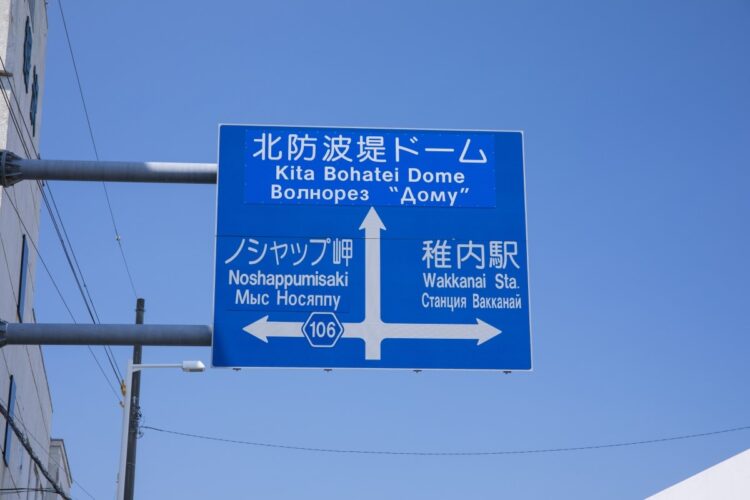 北防波堤ドーム
Kita Bohatei Dome
Волнорез "Дому"
ノシャップ岬
Noshappumisaki
Мыс Носяппу
稚内駅
Wakkanai Sta.
Станция Вакканай
106